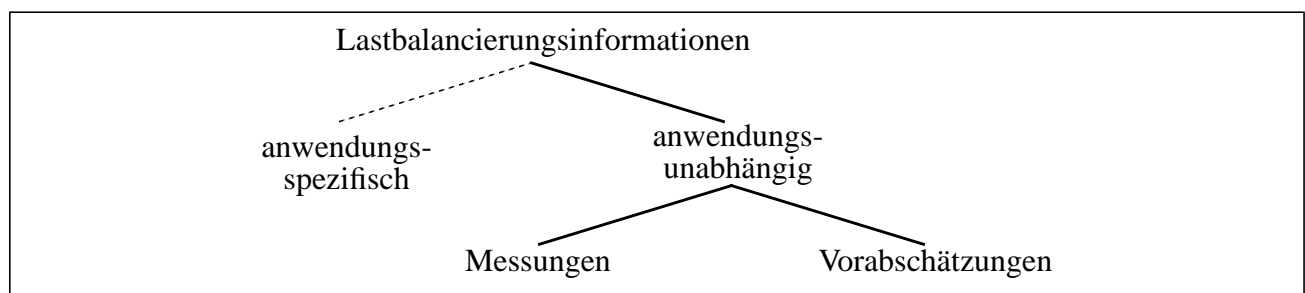 Lastbalancierungsinformationen
anwendungs-
spezifisch
anwendungs-
unabhängig
Messungen
Vorabschätzungen